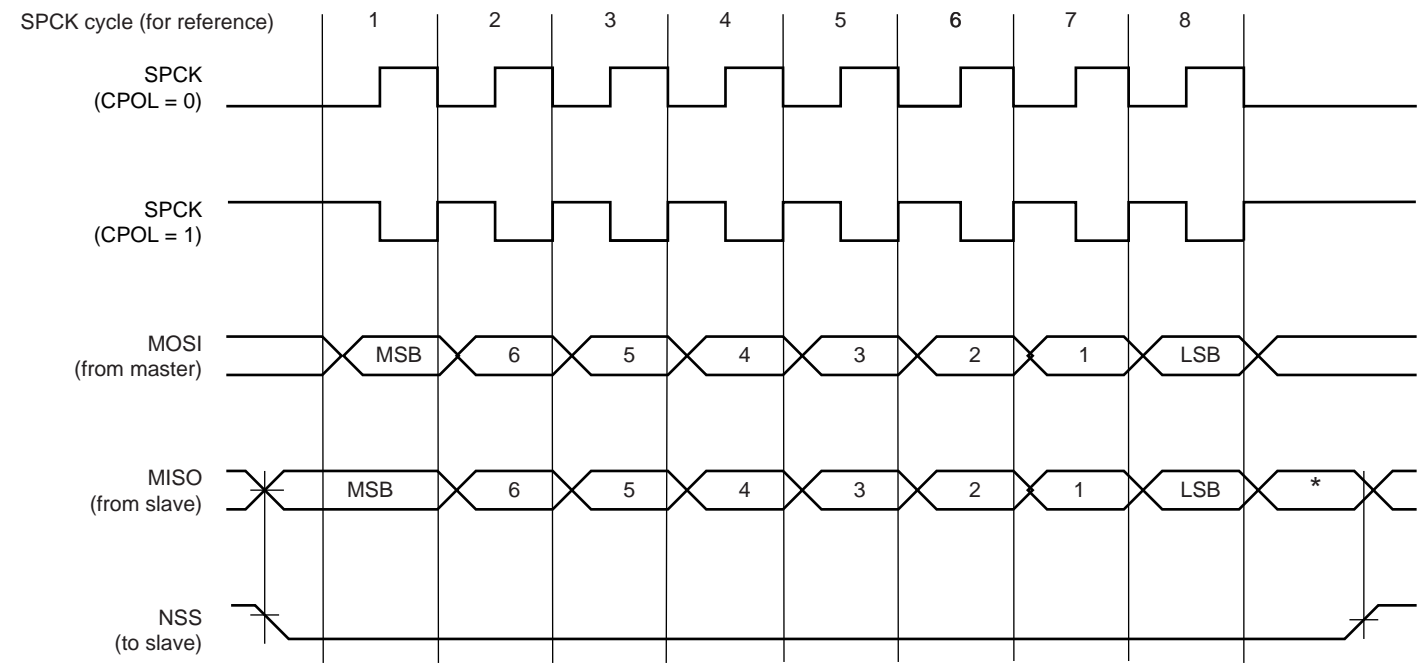 SPCK cycle (for reference) 1 2 3 4 5 6 7 8
SPCK
(CPOL = 0)
SPCK
(CPOL = 1)
MOSI
(from master)
MSB 6 5 4 3 2 1 LSB
MISO
(from slave)
MSB 6 5 4 3 2 1 LSB *
NSS
(to slave)